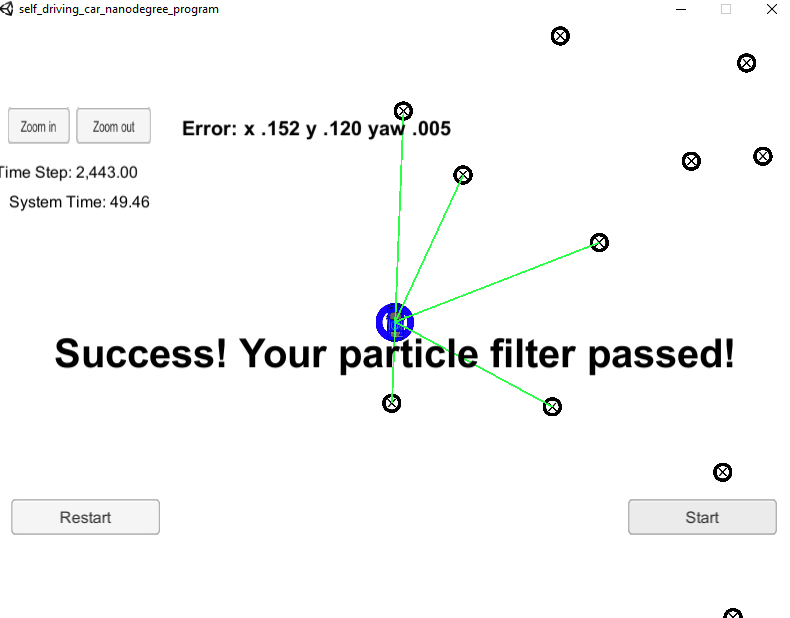 self_driving_car_nanodegree_program
Zoom in
Zoom out
Error: x .152 y .120 yaw .005
Time Step: 2,443.00
System Time: 49.46
Success! Your particle filter passed!
Restart
Start